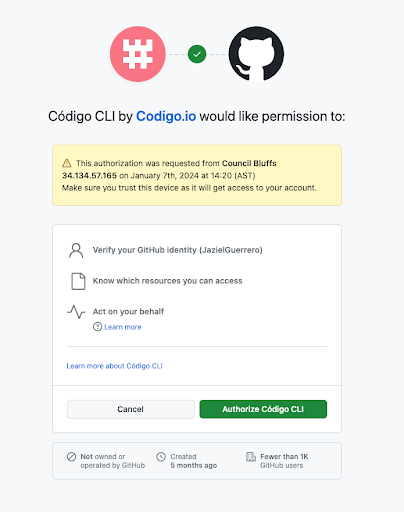 Código CLI by Codigo.io would like permission to:
This authorization was requested from Council Bluffs
34.134.57.165 on January 7th, 2024 at 14:20 (AST)
Make sure you trust this device as it will get access to your account.
Verify your GitHub identity (JazielGuerrero)
Know which resources you can access
Act on your behalf
Learn more
Learn more about Código CLI
Cancel
Authorize Código CLI
Not owned or
operated by GitHub
Created
5 months ago
Fewer than 1K
GitHub users